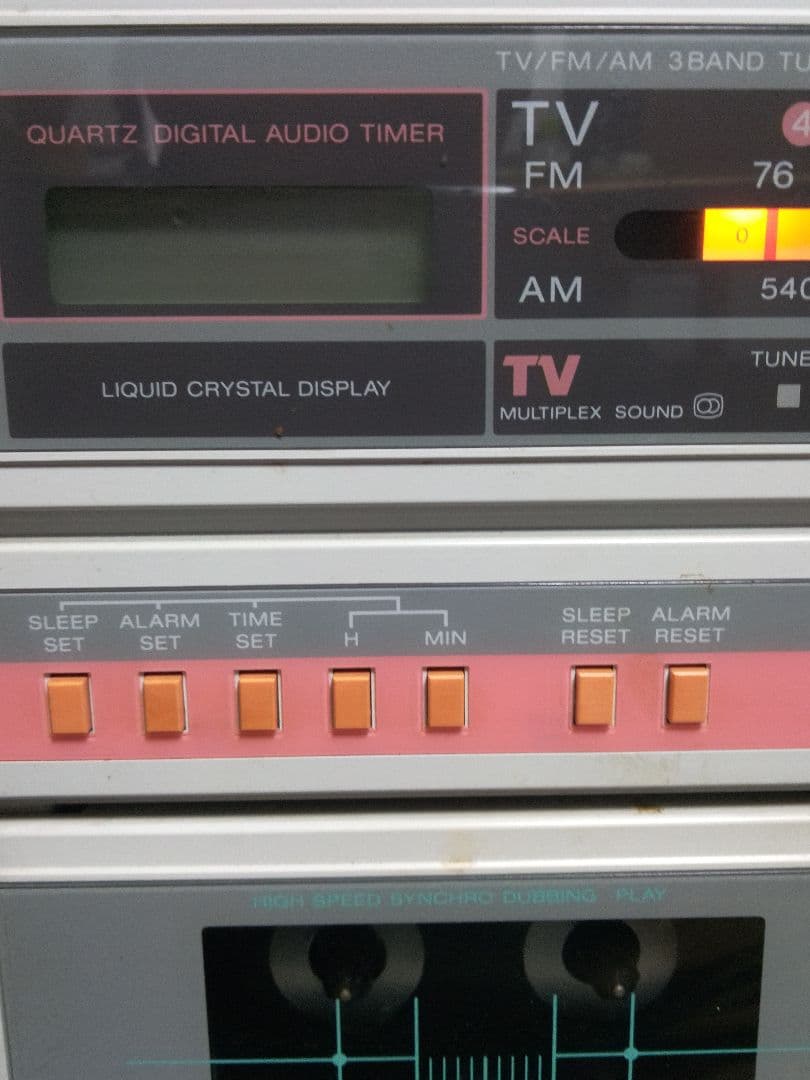 TV/FM/AM 3BAND TU
QUARTZ DIGITAL AUDIO TIMER
TV 4
FM 76
SCALE 0
AM 540
LIQUID CRYSTAL DISPLAY
TV
TUNE
MULTIPLEX SOUND
SLEEP SET
ALARM SET
TIME SET
H
MIN
SLEEP RESET
ALARM RESET
HIGH SPEED SYNCHRO DUBBING PLAY